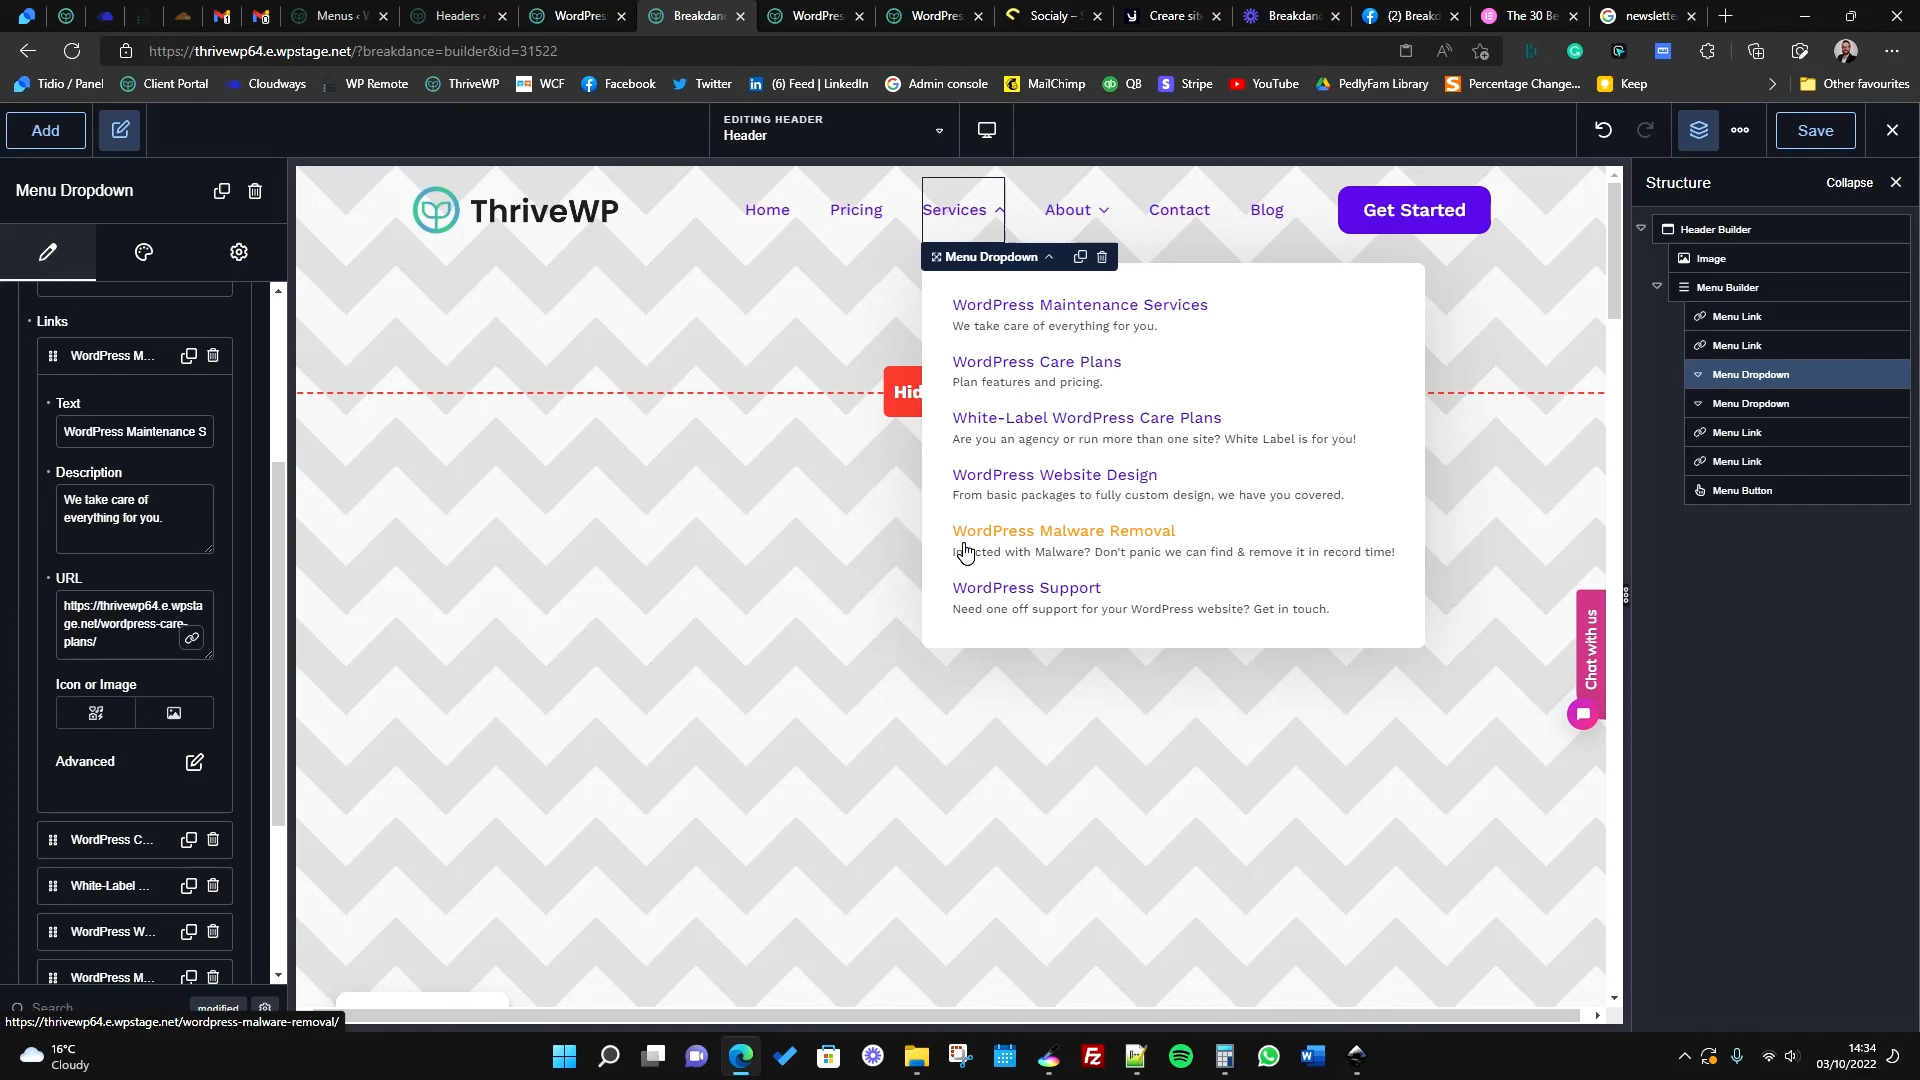 Menus ‹ W
Headers ‹
WordPres
Breakdanc
WordPres
WordPres
Socialy – S
Creare site
Breakdanc
(2) Breakd
The 30 Be
newslette
https://thrivewp64.e.wpstage.net/?breakdance=builder&id=31522
Tidio / Panel
Client Portal
Cloudways
WP Remote
ThriveWP
WCF
Facebook
Twitter
(6) Feed | LinkedIn
Admin console
MailChimp
QB
Stripe
YouTube
PedlyFam Library
Percentage Change...
Keep
Other favourites
Add
EDITING HEADER
Header
Save
Menu Dropdown
Links
WordPress M...
Text
WordPress Maintenance S
Description
We take care of
everything for you.
URL
https://thrivewp64.e.wpsta
ge.net/wordpress-care-
plans/
Icon or Image
Advanced
WordPress C...
White-Label ...
WordPress W...
WordPress M...
Search
modified
https://thrivewp64.e.wpstage.net/wordpress-malware-removal/
ThriveWP
Home
Pricing
Services
About
Contact
Blog
Get Started
Menu Dropdown
WordPress Maintenance Services
We take care of everything for you.
WordPress Care Plans
Plan features and pricing.
Hid
White-Label WordPress Care Plans
Are you an agency or run more than one site? White Label is for you!
WordPress Website Design
From basic packages to fully custom design, we have you covered.
WordPress Malware Removal
Infected with Malware? Don't panic we can find & remove it in record time!
WordPress Support
Need one off support for your WordPress website? Get in touch.
Chat with us
Structure
Collapse
Header Builder
Image
Menu Builder
Menu Link
Menu Link
Menu Dropdown
Menu Dropdown
Menu Link
Menu Link
Menu Button
16°C
Cloudy
14:34
03/10/2022